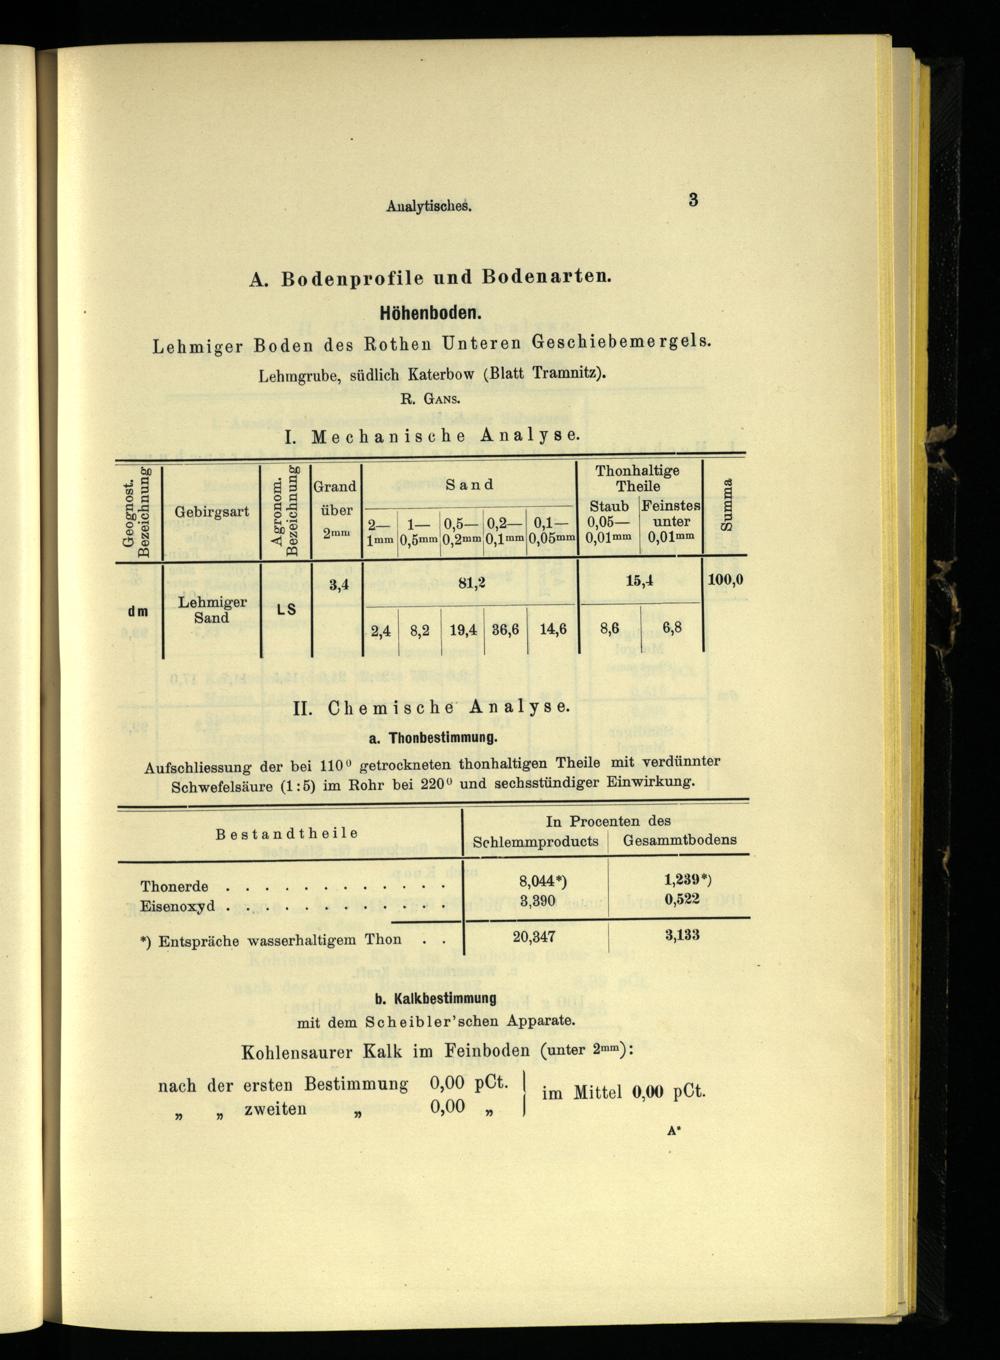 Analytisches. 3
A. Bodenprofile und Bodenarten.
Höhenboden.
Lehmiger Boden des Rothen Unteren Geschiebemergels.
Lehmgrube, südlich Katerbow (Blatt Tramnitz).
R. Gans.
I. Mechanische Analyse.
Geognost. Bezeichnung
Gebirgsart
Agronom. Bezeichnung
Grand über 2mm
Sand
2—1mm 1—0,5mm 0,5—0,2mm 0,2—0,1mm 0,1—0,05mm
Thonhaltige Theile
Staub 0,05—0,01mm Feinstes unter 0,01mm
Summa
dm Lehmiger Sand LS 3,4 81,2 15,4 100,0
2,4 8,2 19,4 36,6 14,6 8,6 6,8
II. Chemische Analyse.
a. Thonbestimmung.
Aufschliessung der bei 110° getrockneten thonhaltigen Theile mit verdünnter
Schwefelsäure (1:5) im Rohr bei 220° und sechsstündiger Einwirkung.
Bestandtheile
In Procenten des
Schlemmproducts Gesammtbodens
Thonerde . . . . . . . . . . . . 8,044*) 1,239*)
Eisenoxyd . . . . . . . . . . . . 3,390 0,522
*) Entspräche wasserhaltigem Thon . . 20,347 3,133
b. Kalkbestimmung
mit dem Scheibler'schen Apparate.
Kohlensaurer Kalk im Feinboden (unter 2mm):
nach der ersten Bestimmung 0,00 pCt.
„ „ zweiten „ 0,00 „
im Mittel 0,00 pCt.
A*